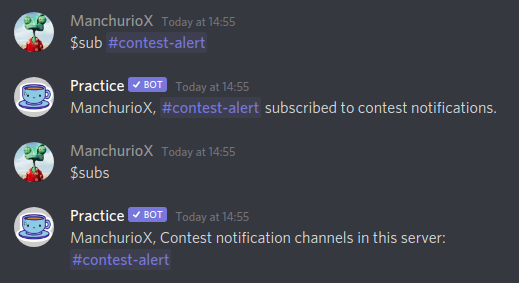 ManchurioX Today at 14:55
$sub #contest-alert
Practice ✓ BOT Today at 14:55
ManchurioX, #contest-alert subscribed to contest notifications.
ManchurioX Today at 14:55
$subs
Practice ✓ BOT Today at 14:55
ManchurioX, Contest notification channels in this server:
#contest-alert